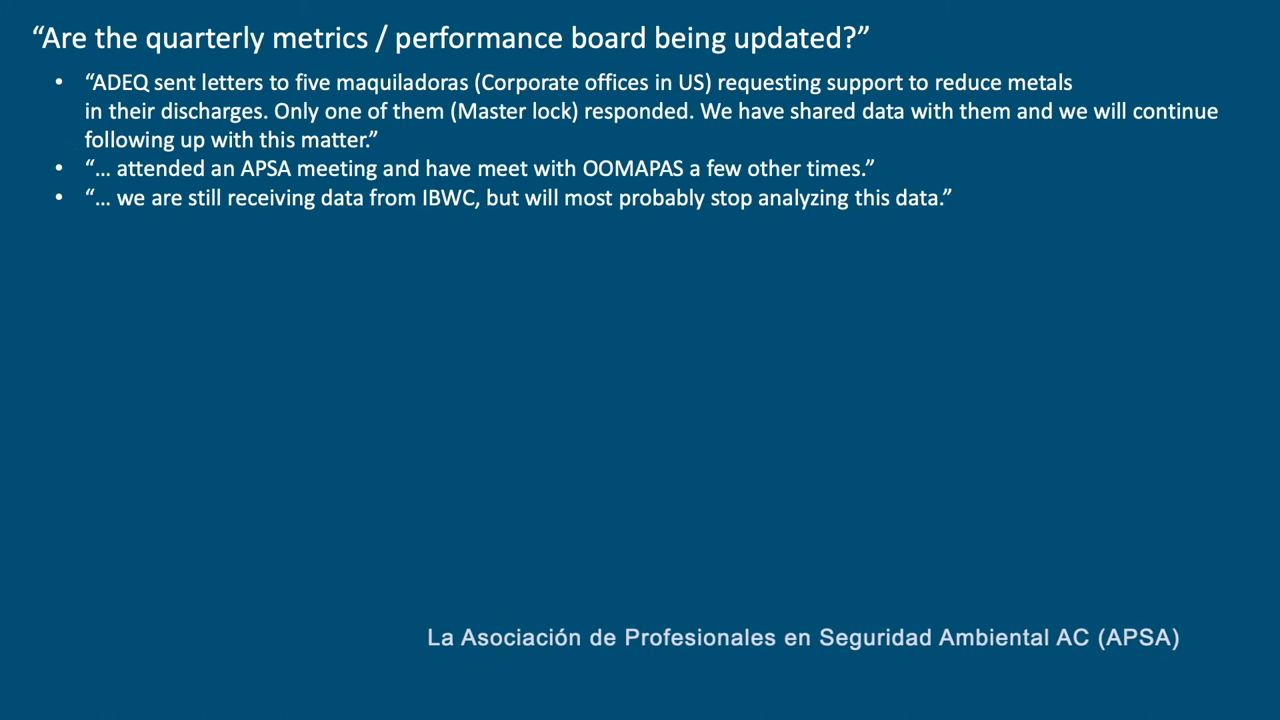 “Are the quarterly metrics / performance board being updated?”
• “ADEQ sent letters to five maquiladoras (Corporate offices in US) requesting support to reduce metals
in their discharges. Only one of them (Master lock) responded. We have shared data with them and we will continue
following up with this matter.”
• “... attended an APSA meeting and have meet with OOMAPAS a few other times.”
• “... we are still receiving data from IBWC, but will most probably stop analyzing this data.”
La Asociación de Profesionales en Seguridad Ambiental AC (APSA)